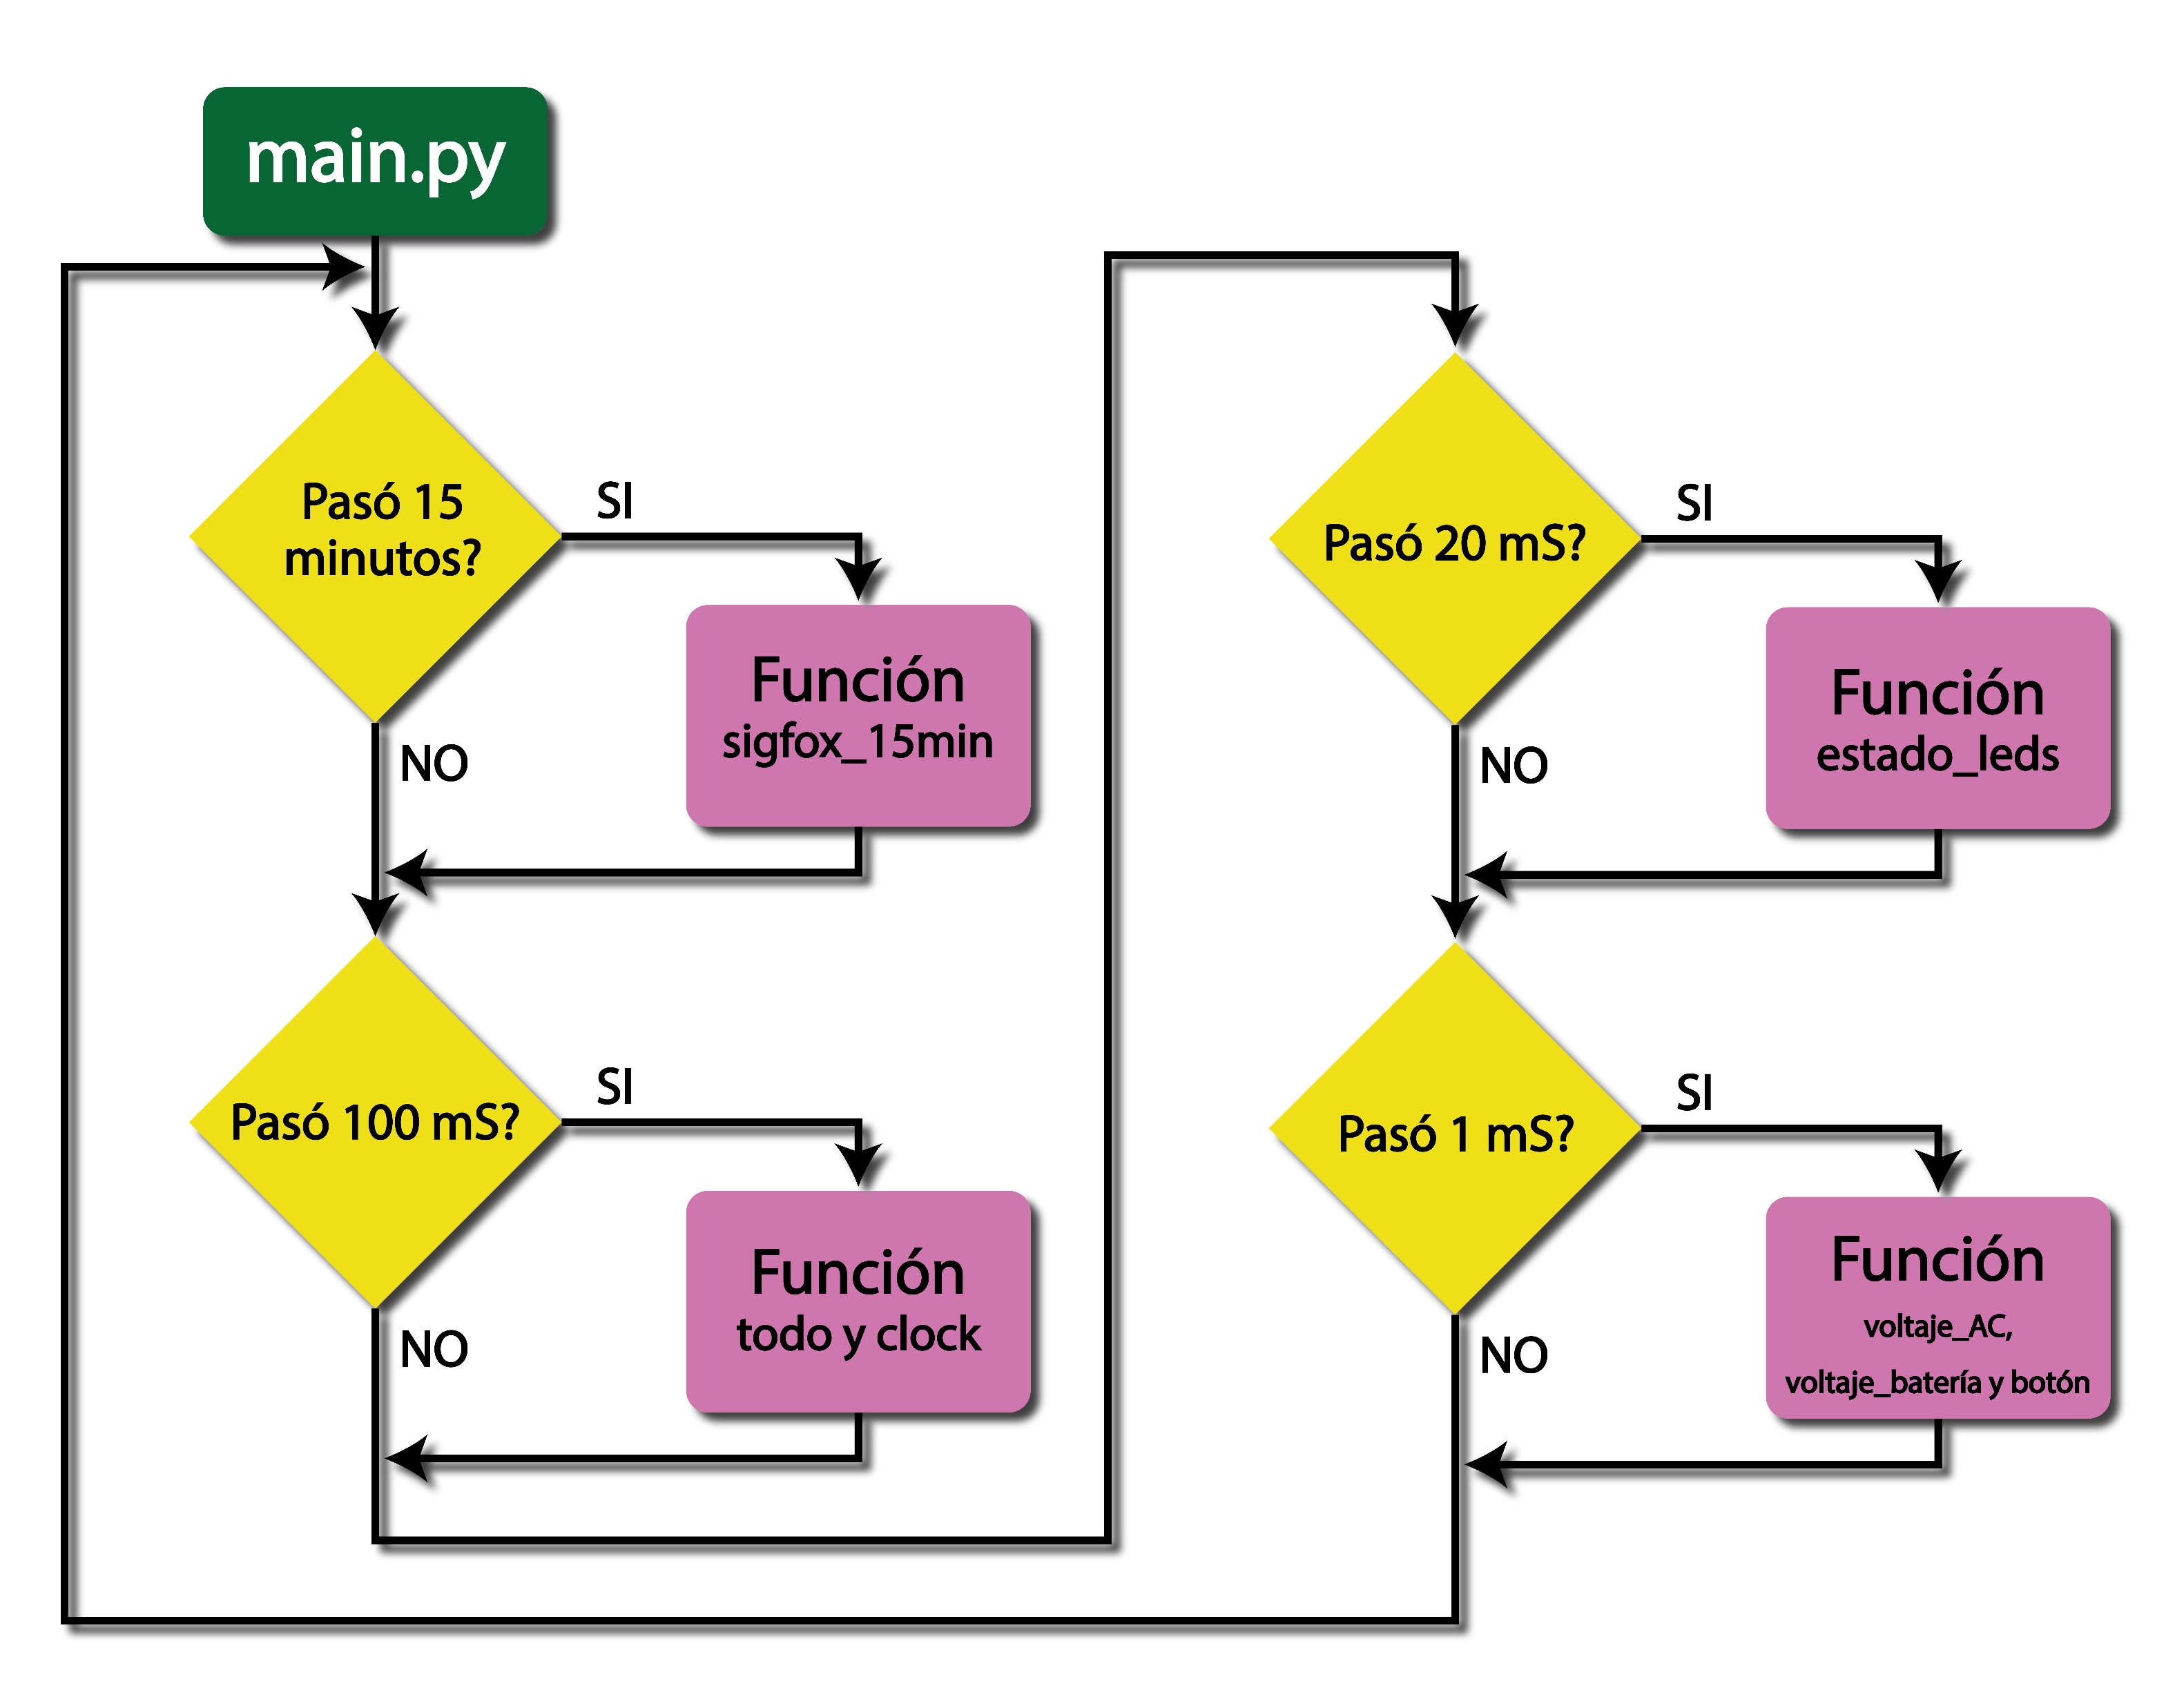 main.py
Pasó 15
minutos?
SI
Función
sigfox_15min
NO
Pasó 100 mS?
SI
Función
todo y clock
NO
Pasó 20 mS?
SI
Función
estado_leds
NO
Pasó 1 mS?
SI
Función
voltaje_AC,
voltaje_batería y botón
NO